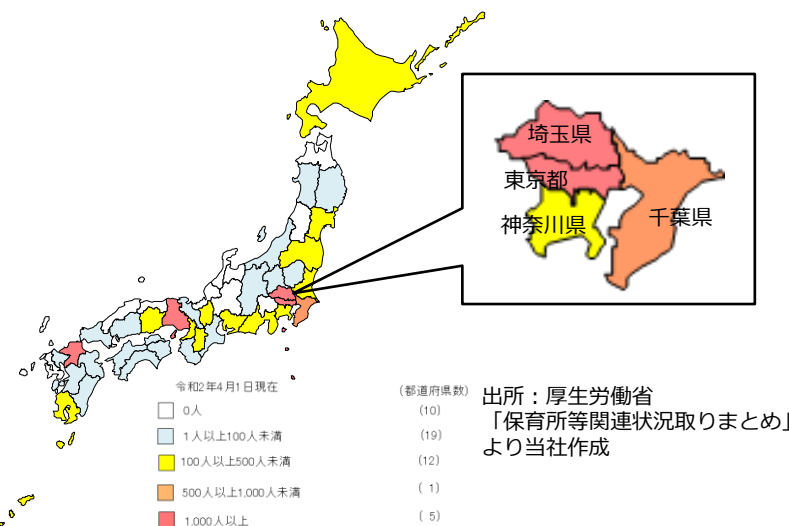 埼玉県
東京都
神奈川県
千葉県
令和2年4月1日現在
(都道府県数)
0人
(10)
1人以上100人未満
(19)
100人以上500人未満
(12)
500人以上1,000人未満
( 1)
1,000人以上
( 5)
出所:厚生労働省
「保育所等関連状況取りまとめ」
より当社作成